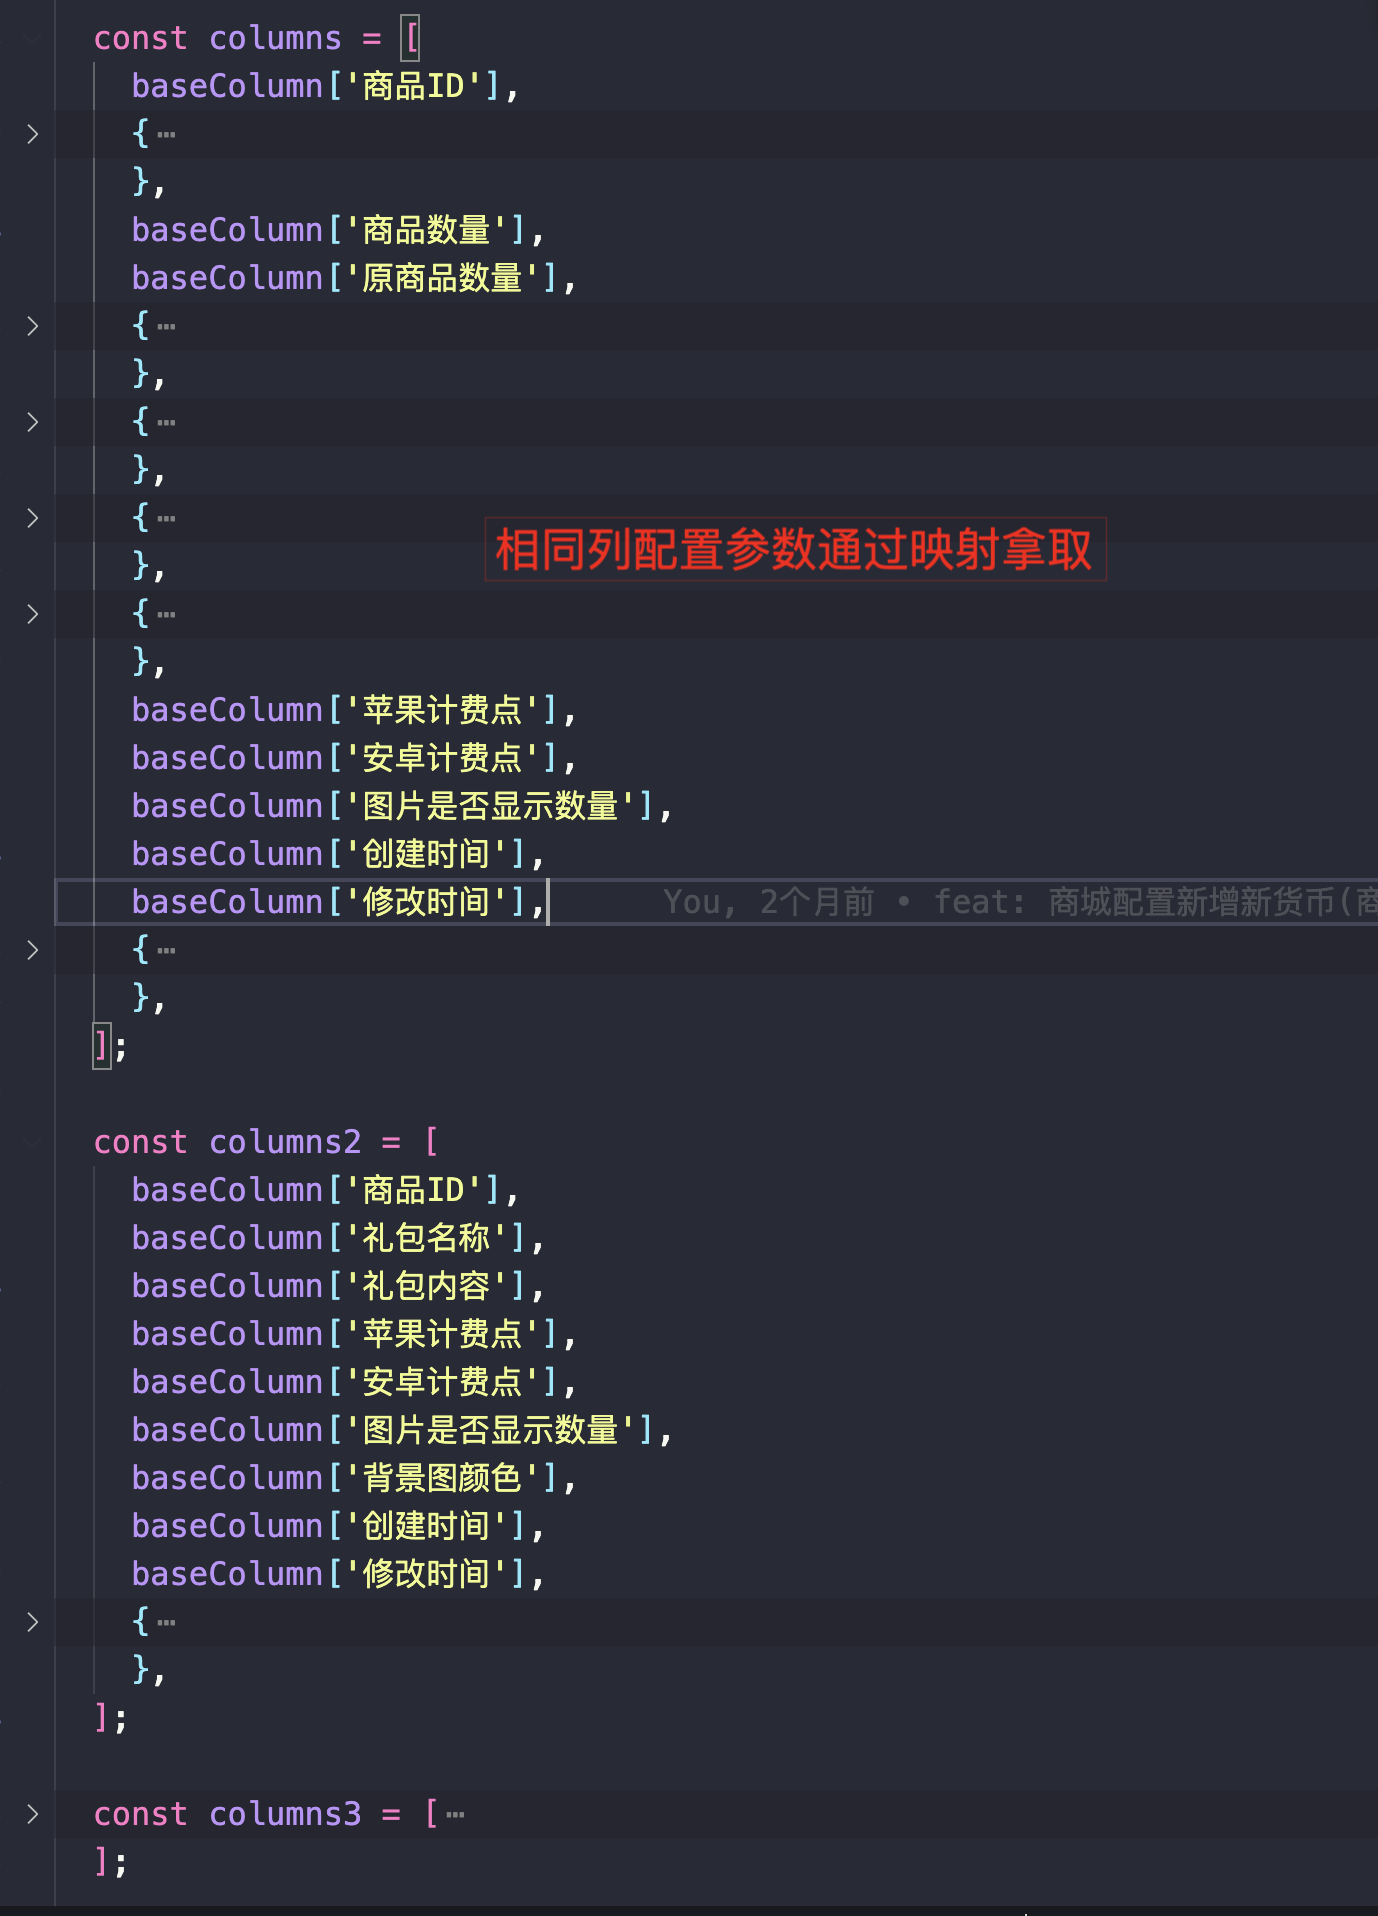 const columns = [
baseColumn['商品ID'],
{…
},
baseColumn['商品数量'],
baseColumn['原商品数量'],
{…
},
{…
},
{…
},
相同列配置参数通过映射拿取
{…
},
baseColumn['苹果计费点'],
baseColumn['安卓计费点'],
baseColumn['图片是否显示数量'],
baseColumn['创建时间'],
baseColumn['修改时间'], You, 2个月前 • feat: 商城配置新增新货币(商
{…
},
];
const columns2 = [
baseColumn['商品ID'],
baseColumn['礼包名称'],
baseColumn['礼包内容'],
baseColumn['苹果计费点'],
baseColumn['安卓计费点'],
baseColumn['图片是否显示数量'],
baseColumn['背景图颜色'],
baseColumn['创建时间'],
baseColumn['修改时间'],
{…
},
];
const columns3 = […
];